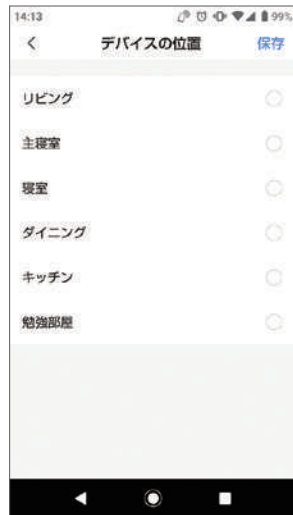 14:13 99%
デバイスの位置 保存
リビング
主寝室
寝室
ダイニング
キッチン
勉強部屋